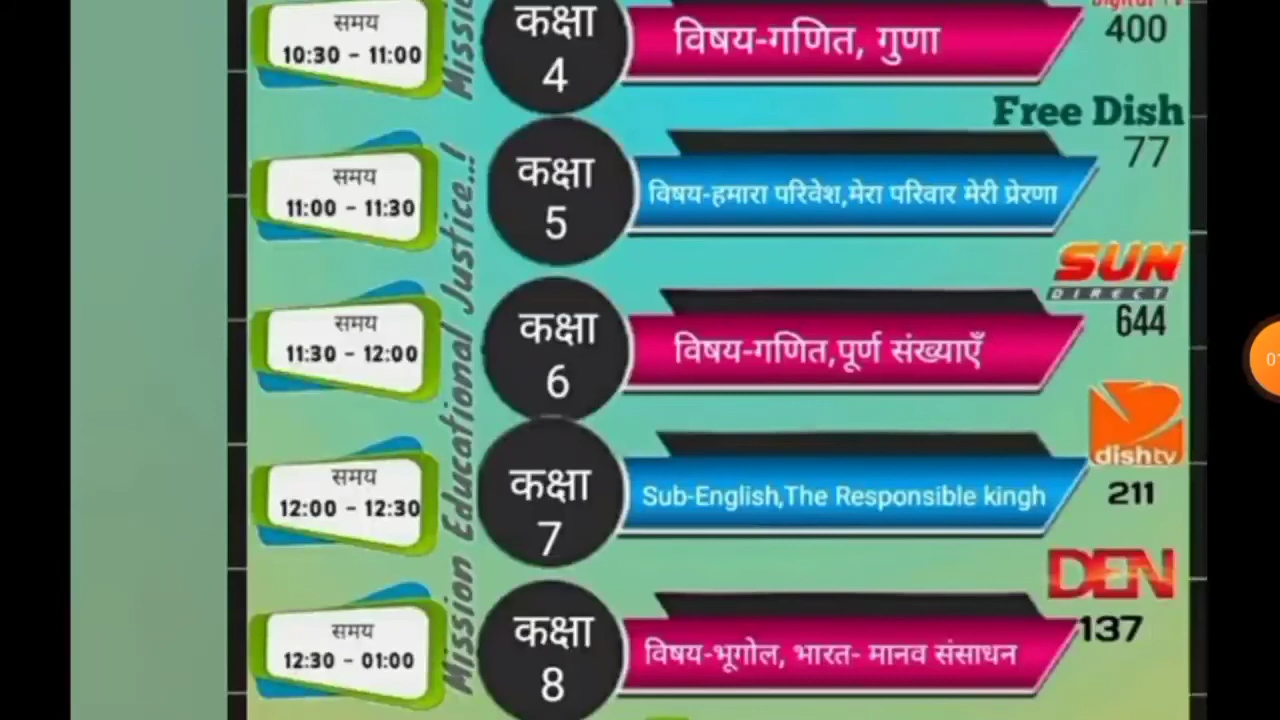 Digital TV
400
समय
10:30 - 11:00
कक्षा
4
विषय-गणित, गुणा
Free Dish
77
समय
11:00 - 11:30
कक्षा
5
विषय-हमारा परिवेश,मेरा परिवार मेरी प्रेरणा
SUN
DIRECT
644
समय
11:30 - 12:00
कक्षा
6
विषय-गणित,पूर्ण संख्याएँ
dishtv
211
समय
12:00 - 12:30
कक्षा
7
Sub-English,The Responsible kingh
DEN
137
समय
12:30 - 01:00
कक्षा
8
विषय-भूगोल, भारत- मानव संसाधन
Mission Educational Justice...!